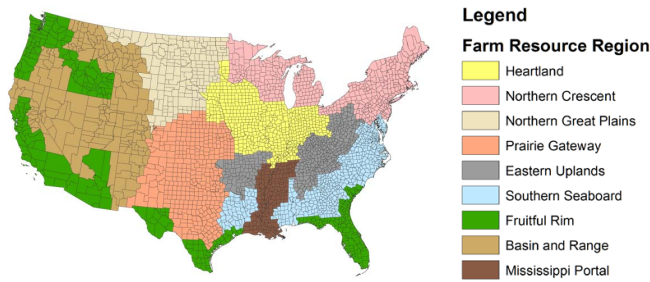 Legend
Farm Resource Region
Heartland
Northern Crescent
Northern Great Plains
Prairie Gateway
Eastern Uplands
Southern Seaboard
Fruitful Rim
Basin and Range
Mississippi Portal